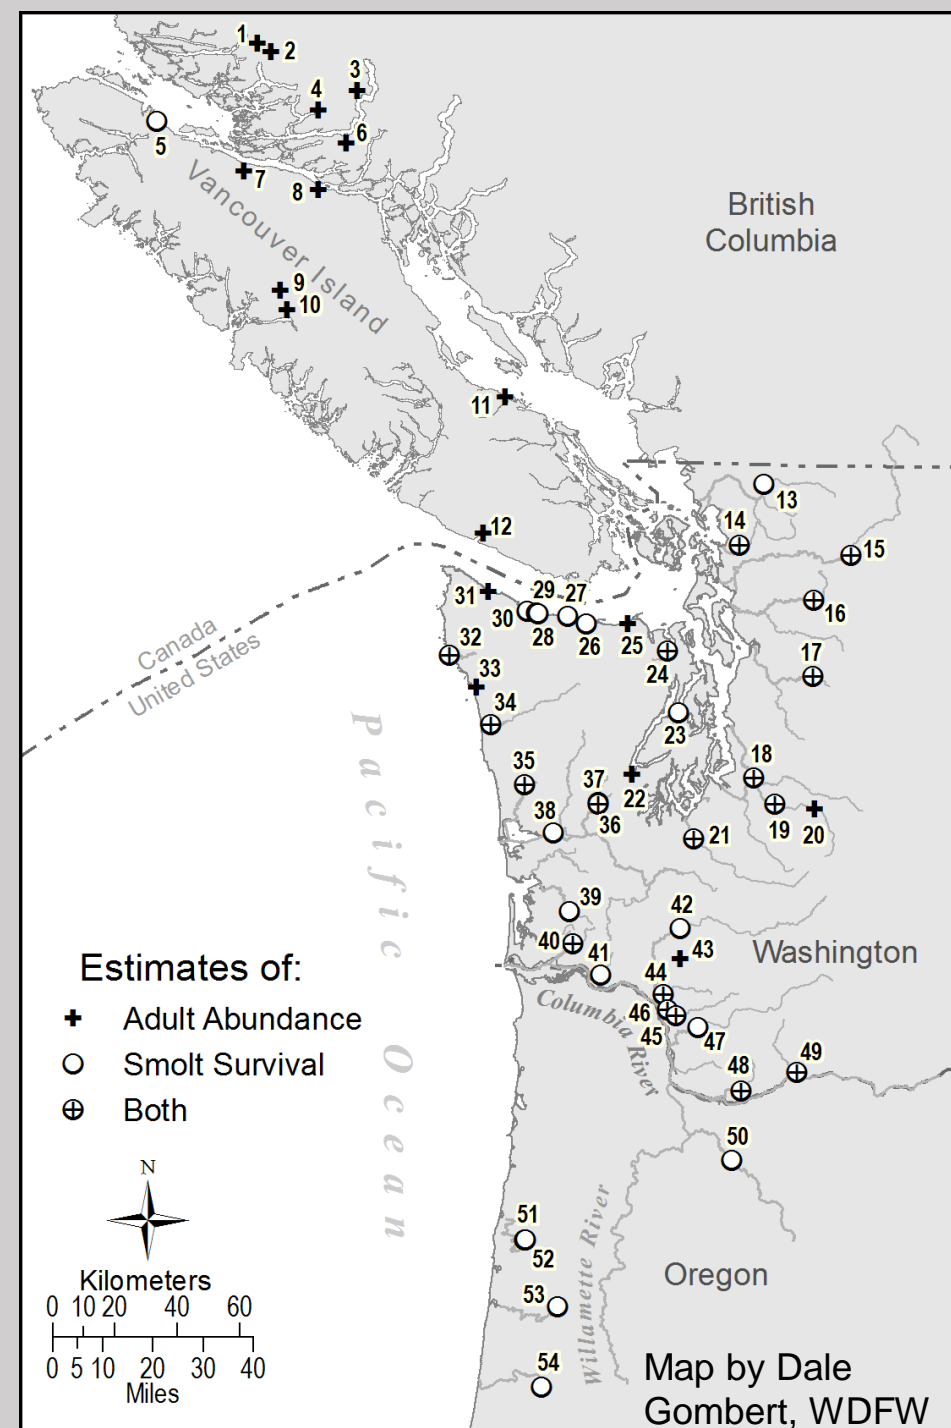 1
2
3
4
5
6
7
8
Vancouver Island
British
Columbia
9
10
11
12
13
14
15
16
17
18
19
20
21
22
23
24
25
26
27
28
29
30
31
32
33
34
35
36
37
38
39
40
41
42
43
44
45
46
47
48
49
50
51
52
53
54
Canada
United States
Pacific Ocean
Washington
Columbia River
Willamette River
Oregon
Estimates of:
Adult Abundance
Smolt Survival
Both
N
Kilometers
0 10 20 40 60
0 5 10 20 30 40
Miles
Map by Dale
Gombert, WDFW